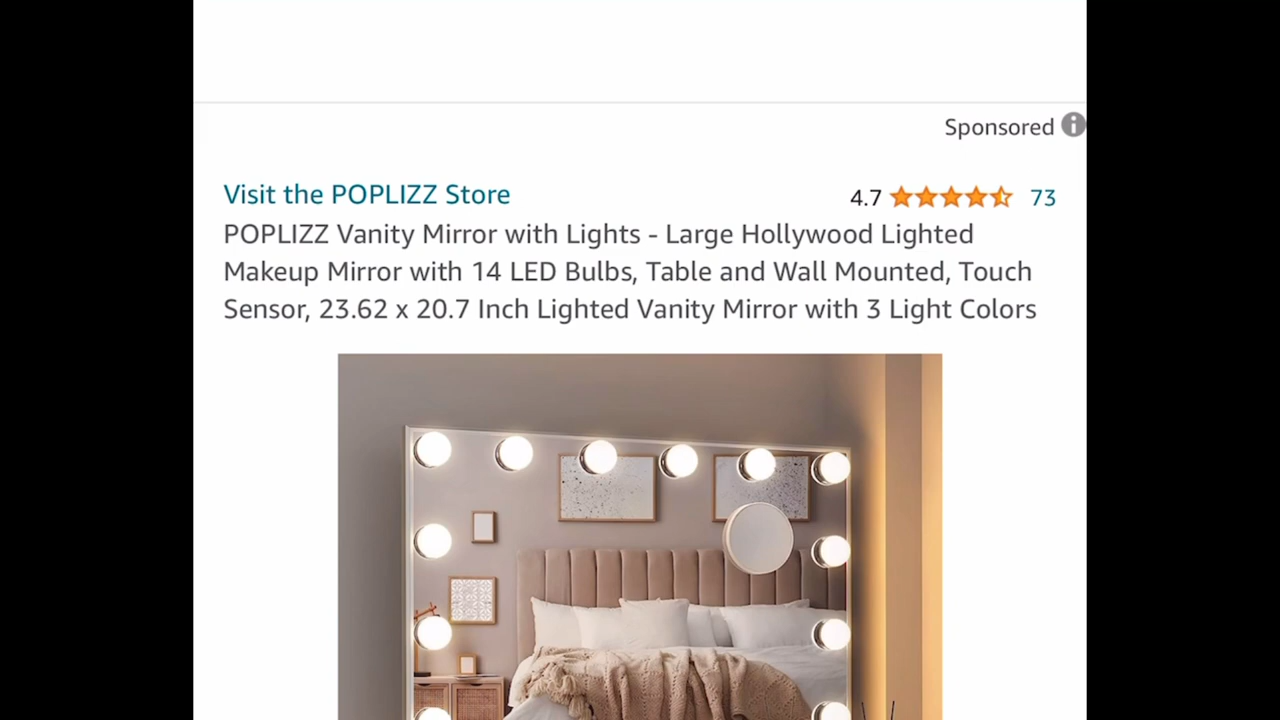 Sponsored
Visit the POPLIZZ Store
4.7 73
POPLIZZ Vanity Mirror with Lights - Large Hollywood Lighted
Makeup Mirror with 14 LED Bulbs, Table and Wall Mounted, Touch
Sensor, 23.62 x 20.7 Inch Lighted Vanity Mirror with 3 Light Colors